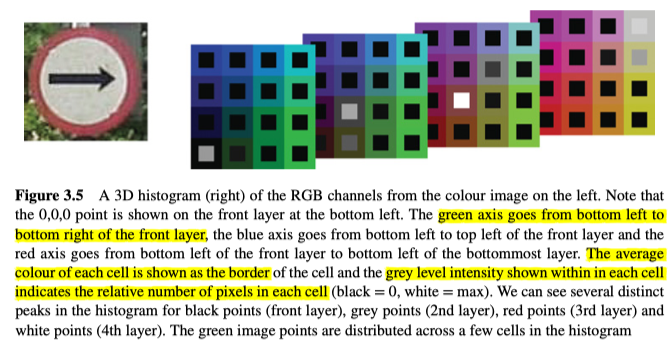 Figure 3.5 A 3D histogram (right) of the RGB channels from the colour image on the left. Note that
the 0,0,0 point is shown on the front layer at the bottom left. The green axis goes from bottom left to
bottom right of the front layer, the blue axis goes from bottom left to top left of the front layer and the
red axis goes from bottom left of the front layer to bottom left of the bottommost layer. The average
colour of each cell is shown as the border of the cell and the grey level intensity shown within in each cell
indicates the relative number of pixels in each cell (black = 0, white = max). We can see several distinct
peaks in the histogram for black points (front layer), grey points (2nd layer), red points (3rd layer) and
white points (4th layer). The green image points are distributed across a few cells in the histogram